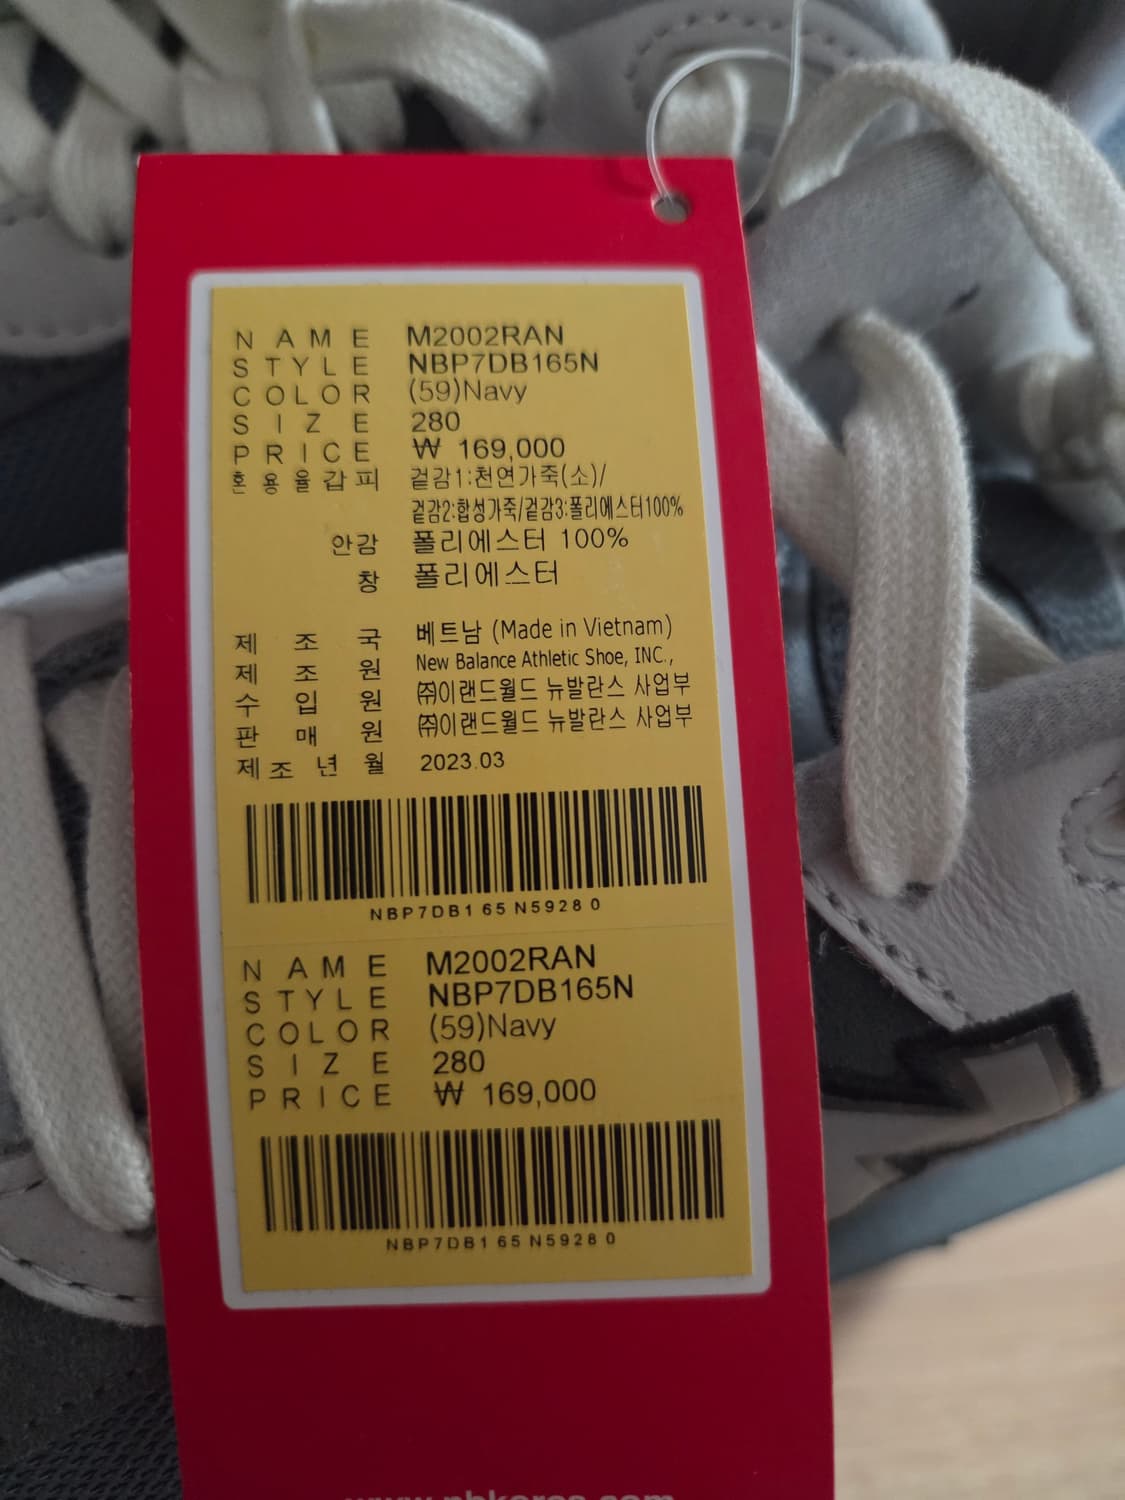 NAME M2002RAN
STYLE NBP7DB165N
COLOR (59)Navy
SIZE 280
PRICE ₩ 169,000
혼용율갑피 겉감1:천연가죽(소)/
겉감2:합성가죽/겉감3:폴리에스터100%
안감 폴리에스터 100%
창 폴리에스터
제조국 베트남 (Made in Vietnam)
제조원 New Balance Athletic Shoe, INC.,
수입원 ㈜이랜드월드 뉴발란스 사업부
판매원 ㈜이랜드월드 뉴발란스 사업부
제조년월 2023.03
NBP7DB165N59280
NAME M2002RAN
STYLE NBP7DB165N
COLOR (59)Navy
SIZE 280
PRICE ₩ 169,000
NBP7DB165N59280